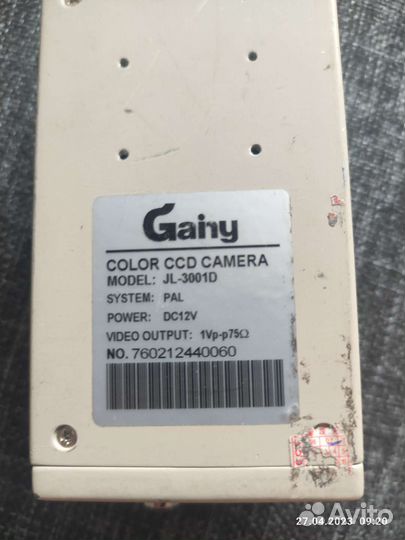 Gainy
COLOR CCD CAMERA
MODEL: JL-3001D
SYSTEM: PAL
POWER: DC12V
VIDEO OUTPUT: 1Vp-p75Ω
NO. 760212440060
Avito
27.04.2023 09:20